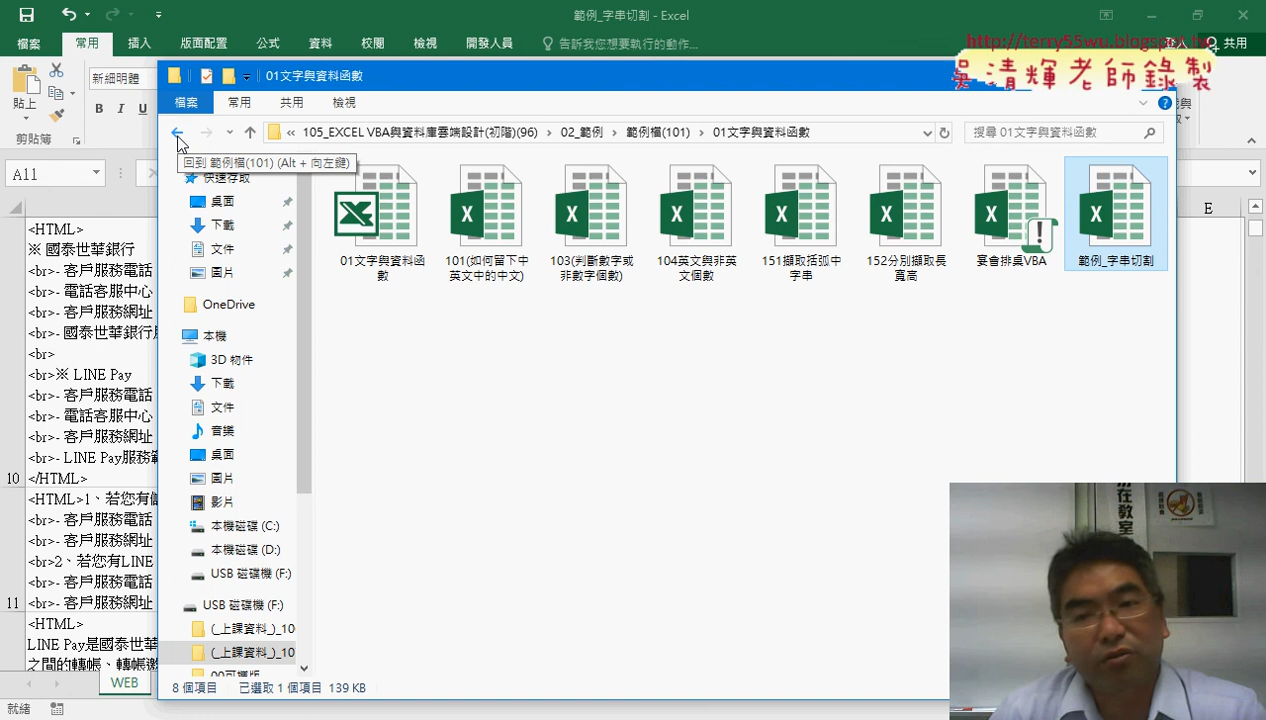 範例_字串切割 - Excel
檔案 常用 插入 版面配置 公式 資料 校閱 檢視 開發人員 告訴我您想要執行的動作... 登入 共用
http://terry55wu.blogspot.tw
吳清輝老師錄製
貼上
新細明體
B I U
剪貼簿
A11
E
01文字與資料函數
檔案 常用 共用 檢視
« 105_EXCEL VBA與資料庫雲端設計(初階)(96) › 02_範例 › 範例檔(101) › 01文字與資料函數
搜尋 01文字與資料函數
回到 範例檔(101) (Alt + 向左鍵)
快速存取
桌面
下載
文件
圖片
OneDrive
本機
3D 物件
下載
文件
音樂
桌面
圖片
影片
本機磁碟 (C:)
本機磁碟 (D:)
USB 磁碟機 (F:)
USB 磁碟機 (F:)
(_上課資料_)_10
(_上課資料_)_10
01文字與資料函數
101(如何留下中英文中的中文)
103(判斷數字或非數字個數)
104英文與非英文個數
151擷取括弧中字串
152分別擷取長寬高
宴會排桌VBA
範例_字串切割
8 個項目 已選取 1 個項目 139 KB
<HTML>
※ 國泰世華銀行
<br>- 客戶服務電話
<br>- 電話客服中心
<br>- 客戶服務網址
<br>- 國泰世華銀行
<br>
<br>※ LINE Pay
<br>- 客戶服務電話
<br>- 電話客服中心
<br>- 客戶服務網址
<br>- LINE Pay服務
10 </HTML>
<HTML>1、若您有
<br>- 客戶服務電話
<br>- 客戶服務網址
<br>2、若您有LINE
<br>- 客戶服務電話
11 <br>- 客戶服務網址
<HTML>
LINE Pay是國泰世華
之間的轉帳、轉帳
WEB
就緒